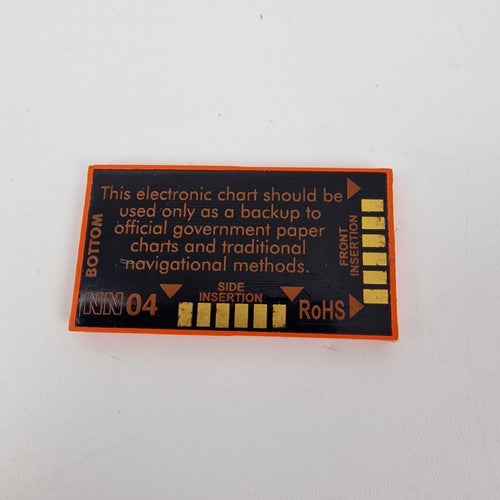 This electronic chart should be
used only as a backup to
official government paper
charts and traditional
navigational methods.
BOTTOM
FRONT
INSERTION
SIDE
INSERTION
NN04
RoHS